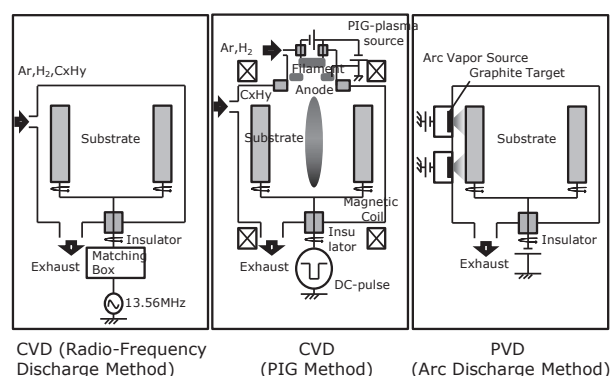 Ar,H2,CxHy
Substrate
Insulator
Exhaust
Matching
Box
13.56MHz
CVD (Radio-Frequency
Discharge Method)
PIG-plasma
source
Ar,H2
Filament
Anode
CxHy
Substrate
Magnetic
Coil
Insu
lator
Exhaust
DC-pulse
CVD
(PIG Method)
Arc Vapor Source
Graphite Target
Substrate
Insulator
Exhaust
PVD
(Arc Discharge Method)